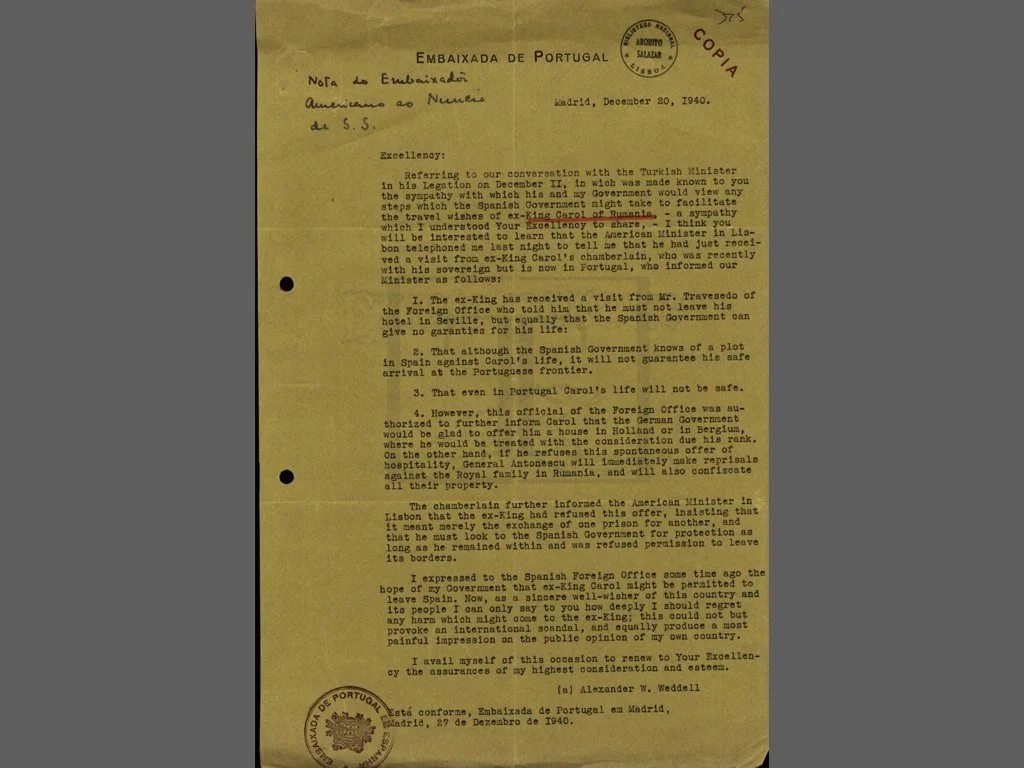 325
BIBLIOTECA NACIONAL
ARQUIVO
SALAZAR
LISBOA
COPIA
EMBAIXADA DE PORTUGAL
Nota do Embaixador
Americano ao Nuncio
de S. S.
Madrid, December 20, I940.
Excellency:
Referring to our conversation with the Turkish Minister
in his Legation on December II, in wich was made known to you
the sympathy with which his and my Government would view any
steps which the Spanish Government might take to facilitate
the travel wishes of ex-King Carol of Rumania, - a sympathy
which I understood Your Excellency to share, - I think you
will be interested to learn that the American Minister in Lis-
bon telephoned me last night to tell me that he had just recei-
ved a visit from ex-King Carol's chamberlain, who was recently
with his sovereign but is now in Portugal, who informed our
Minister as follows:
I. The ex-King has received a visit from Mr. Travesedo of
the Foreign Office who told him that he must not leave his
hotel in Seville, but equally that the Spanish Government can
give no garanties for his life:
2. That although the Spanish Government knows of a plot
in Spain against Carol's life, it will not guarantee his safe
arrival at the Portuguese frontier.
3. That even in Portugal Carol's life will not be safe.
4. However, this official of the Foreign Office was au-
thorized to further inform Carol that the German Government
would be glad to offer him a house in Holland or in Bergium,
where he would be treated with the consideration due his rank.
On the other hand, if he refuses this spontaneous offer of
hospitality, General Antonescu will immediately make reprisals
against the Royal family in Rumania, and will also confiscate
all their property.
The chamberlain further informed the American Minister in
Lisbon that the ex-King had refused this offer, insisting that
it meant merely the exchange of one prison for another, and
that he must look to the Spanish Government for protection as
long as he remained within and was refused permission to leave
its borders.
I expressed to the Spanish Foreign Office some time ago the
hope of my Government that ex-King Carol might be permitted to
leave Spain. Now, as a sincere well-wisher of this country and
its people I can only say to you how deeply I should regret
any harm which might come to the ex-King; this could not but
provoke an international scandal, and equally produce a most
painful impression on the public opinion of my own country.
I avail myself of this occasion to renew to Your Excellen-
cy the assurances of my highest consideration and esteem.
(a) Alexander W. Weddell
Está conforme, Embaixada de Portugal em Madrid,
Madrid, 27 de Dezembro de I940.
EMBAIXADA DE PORTUGAL EM ESPANHA